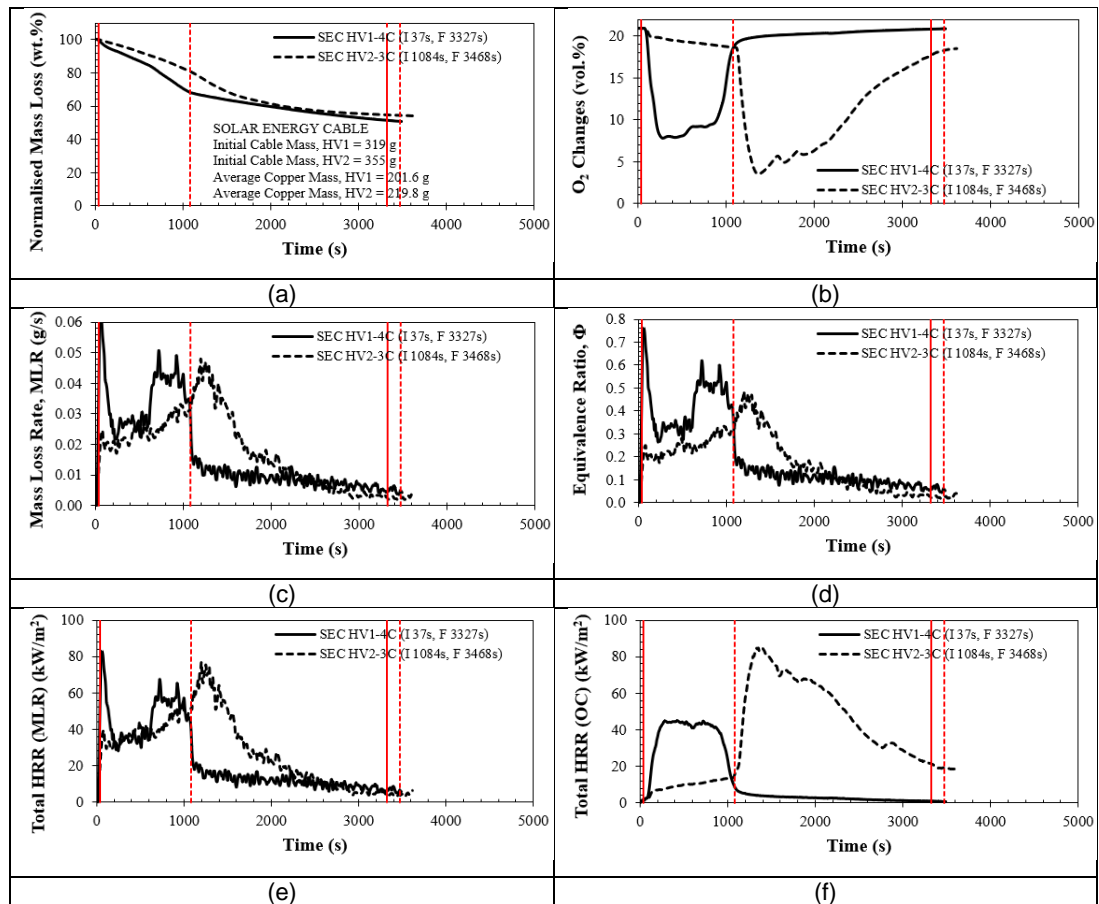 Normalised Mass Loss (wt.%)
100
80
60
40
20
0
SEC HV1-4C (I 37s, F 3327s)
SEC HV2-3C (I 1084s, F 3468s)
SOLAR ENERGY CABLE
Initial Cable Mass, HV1 = 319 g
Initial Cable Mass, HV2 = 355 g
Average Copper Mass, HV1 = 201.6 g
Average Copper Mass, HV2 = 219.8 g
0 1000 2000 3000 4000 5000
Time (s)
O2 Changes (vol.%)
20
15
10
5
0
SEC HV1-4C (I 37s, F 3327s)
SEC HV2-3C (I 1084s, F 3468s)
0 1000 2000 3000 4000 5000
Time (s)
(a)
(b)
Mass Loss Rate, MLR (g/s)
0.06
0.05
0.04
0.03
0.02
0.01
0.00
SEC HV1-4C (I 37s, F 3327s)
SEC HV2-3C (I 1084s, F 3468s)
0 1000 2000 3000 4000 5000
Time (s)
Equivalence Ratio, Φ
0.8
0.7
0.6
0.5
0.4
0.3
0.2
0.1
0.0
SEC HV1-4C (I 37s, F 3327s)
SEC HV2-3C (I 1084s, F 3468s)
0 1000 2000 3000 4000 5000
Time (s)
(c)
(d)
Total HRR (MLR) (kW/m²)
100
80
60
40
20
0
SEC HV1-4C (I 37s, F 3327s)
SEC HV2-3C (I 1084s, F 3468s)
0 1000 2000 3000 4000 5000
Time (s)
Total HRR (OC) (kW/m²)
100
80
60
40
20
0
SEC HV1-4C (I 37s, F 3327s)
SEC HV2-3C (I 1084s, F 3468s)
0 1000 2000 3000 4000 5000
Time (s)
(e)
(f)